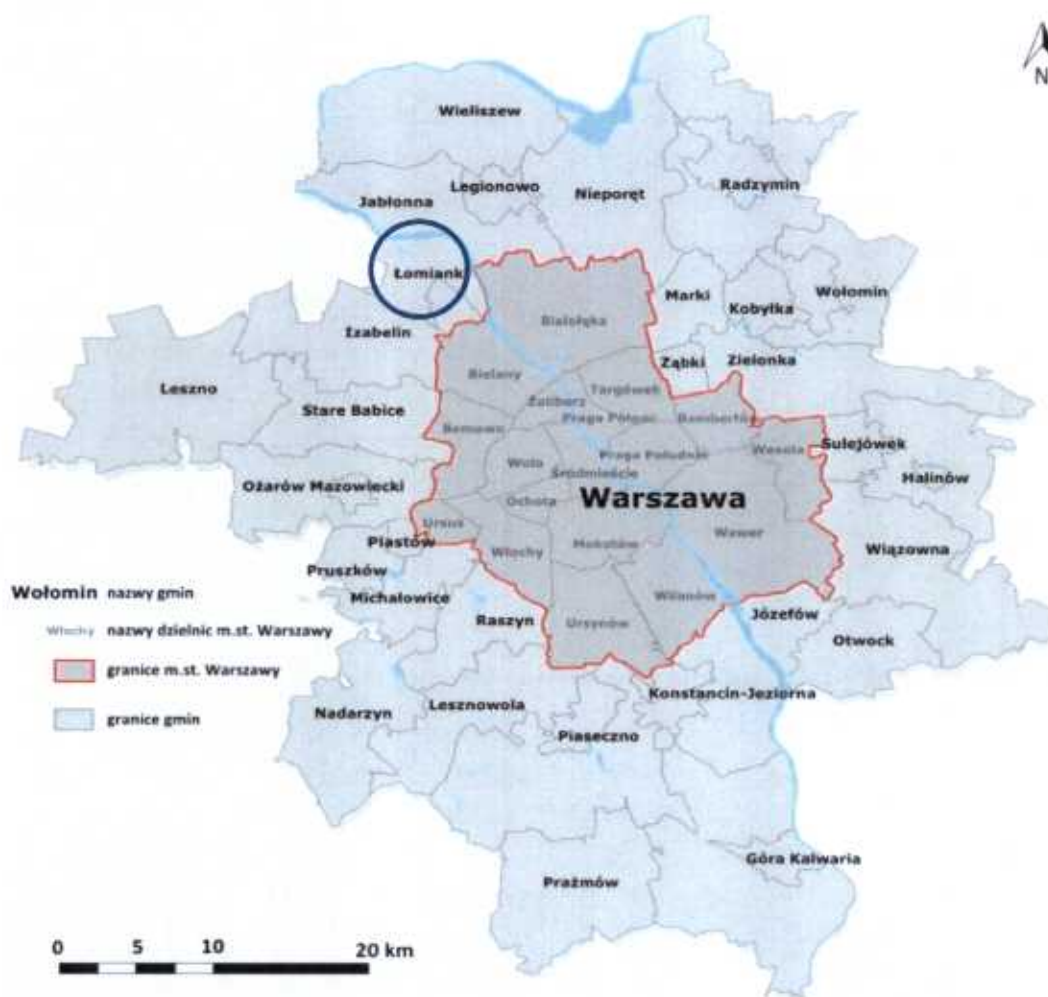 N
Wieliszew
Legionowo
Nieporęt
Radzymin
Jabłonna
Łomiank
Marki
Kobyłka
Wołomin
Izabelin
Białołęka
Ząbki
Zielonka
Leszno
Bielany
Targówek
Stare Babice
Żoliborz
Praga Północ
Rembertów
Bemowo
Praga Południe
Wesoła
Sulejówek
Wola
Śródmieście
Halinów
Ożarów Mazowiecki
Ochota
Warszawa
Ursus
Wawer
Piastów
Włochy
Mokotów
Wiązowna
Pruszków
Wołomin nazwy gmin
Michałowice
Wilanów
Józefów
Raszyn
Ursynów
Włochy nazwy dzielnic m.st. Warszawy
Otwock
granice m.st. Warszawy
Konstancin-Jeziorna
Nadarzyn
Lesznowola
granice gmin
Piaseczno
Góra Kalwaria
Prażmów
0 5 10 20 km